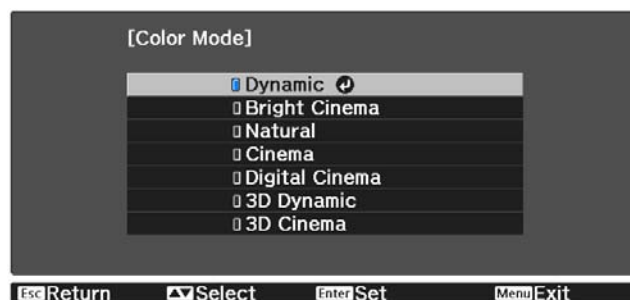 [Color Mode]
Dynamic
Bright Cinema
Natural
Cinema
Digital Cinema
3D Dynamic
3D Cinema
Esc Return Select Enter Set Menu Exit